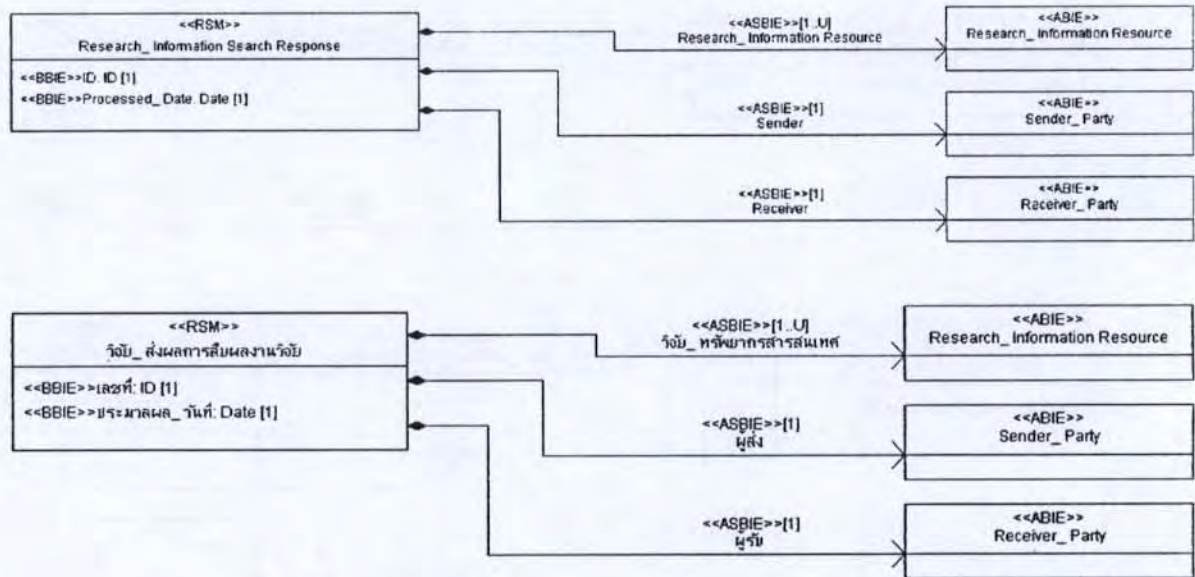 <<RSM>>
Research_ Information Search Response
<<BBIE>>ID: ID [1]
<<BBIE>>Processed_ Date: Date [1]
<<ASBIE>>[1..U]
Research_ Information Resource
<<ABIE>>
Research_ Information Resource
<<ASBIE>>[1]
Sender
<<ABIE>>
Sender_ Party
<<ASBIE>>[1]
Receiver
<<ABIE>>
Receiver_ Party
<<RSM>>
วิจัย_ ส่งผลการสืบผลงานวิจัย
<<BBIE>>เลขที่: ID [1]
<<BBIE>>ประมวลผล_ วันที่: Date [1]
<<ASBIE>>[1..U]
วิจัย_ ทรัพยากรสารสนเทศ
<<ABIE>>
Research_ Information Resource
<<ASBIE>>[1]
ผู้ส่ง
<<ABIE>>
Sender_ Party
<<ASBIE>>[1]
ผู้รับ
<<ABIE>>
Receiver_ Party